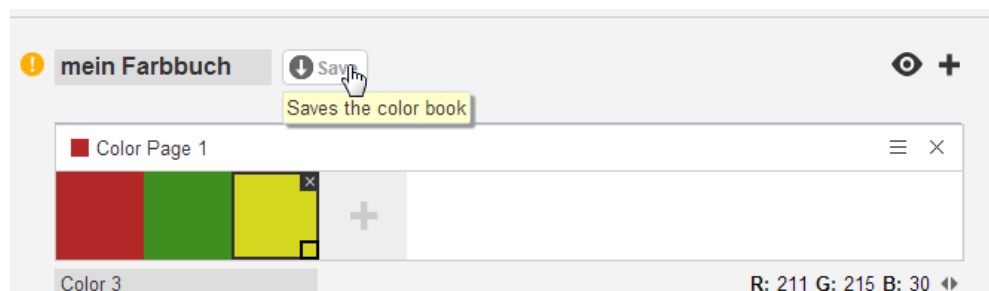 mein Farbbuch Save
Saves the color book
Color Page 1
Color 3 R: 211 G: 215 B: 30